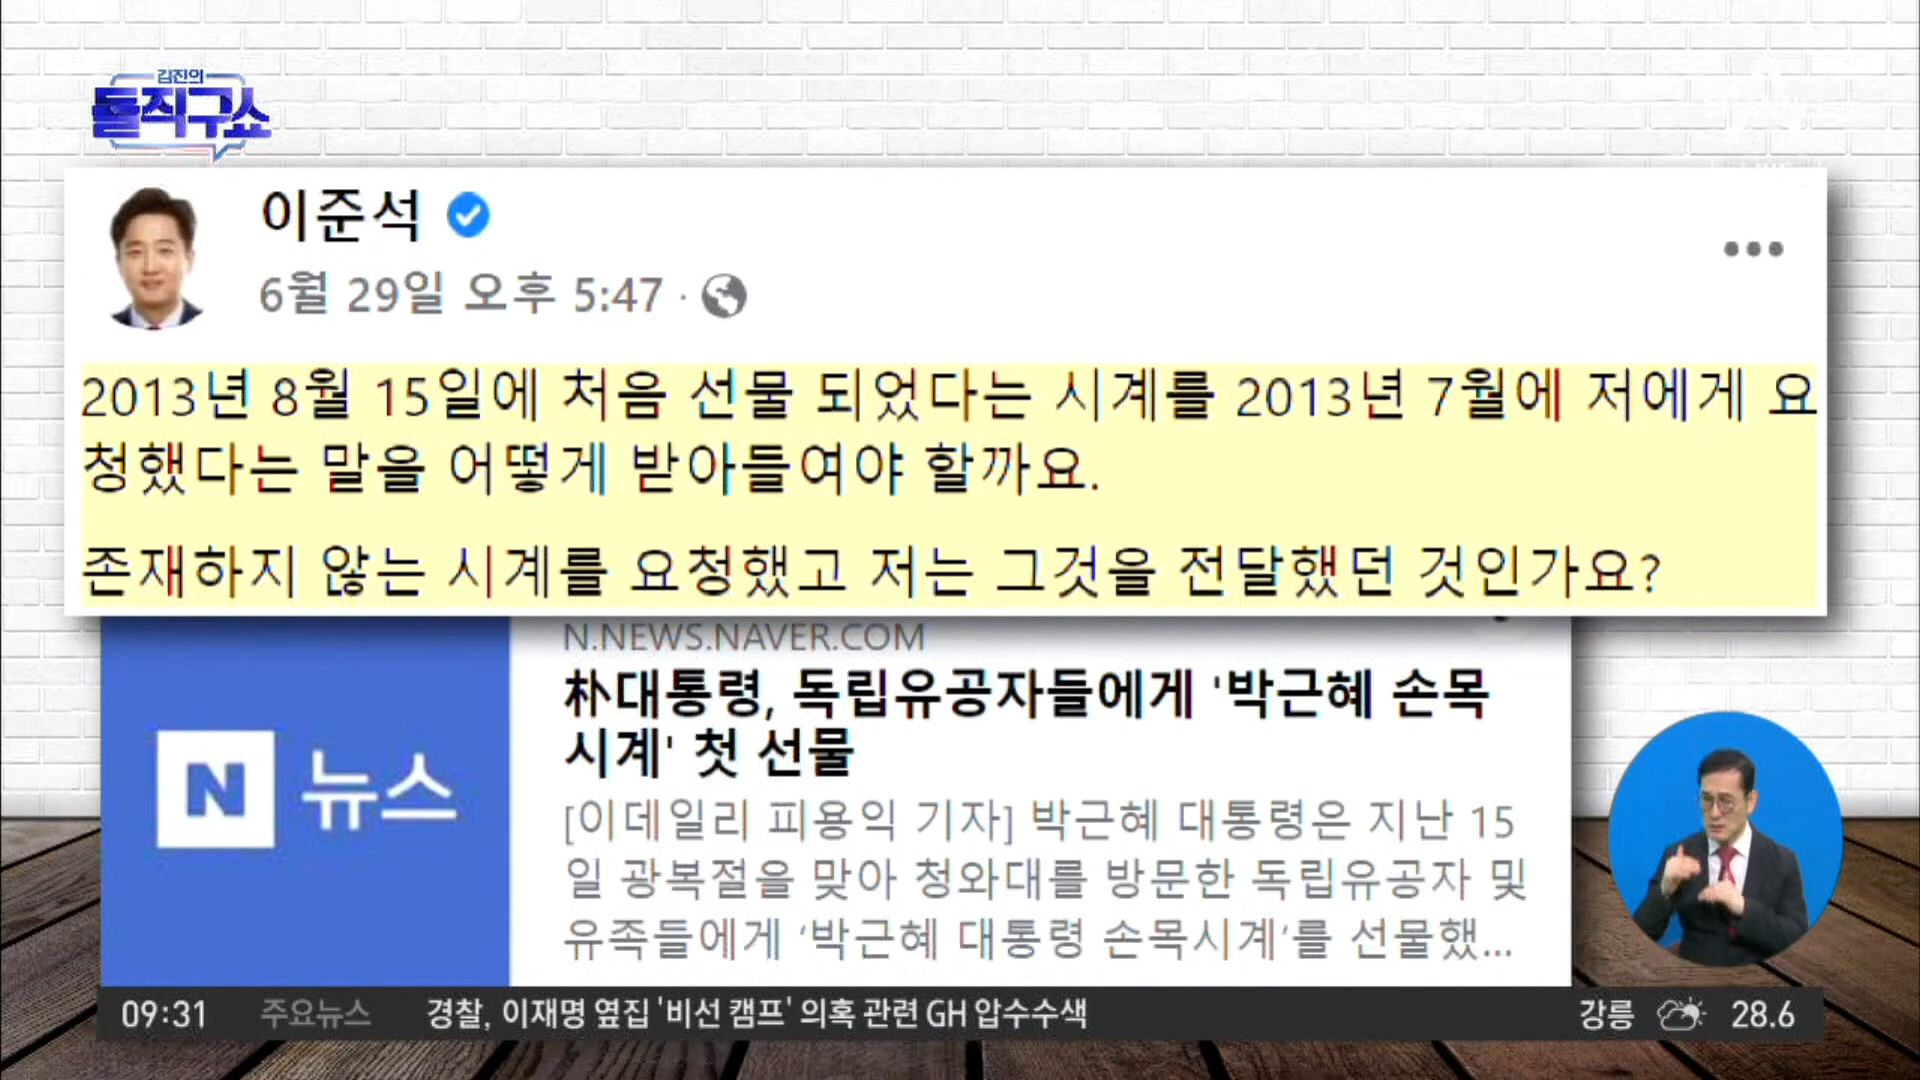 김진의
돌직구쇼
이준석
6월 29일 오후 5:47 ·
2013년 8월 15일에 처음 선물 되었다는 시계를 2013년 7월에 저에게 요
청했다는 말을 어떻게 받아들여야 할까요.
존재하지 않는 시계를 요청했고 저는 그것을 전달했던 것인가요?
N.NEWS.NAVER.COM
N 뉴스
朴대통령, 독립유공자들에게 '박근혜 손목
시계' 첫 선물
[이데일리 피용익 기자] 박근혜 대통령은 지난 15
일 광복절을 맞아 청와대를 방문한 독립유공자 및
유족들에게 '박근혜 대통령 손목시계'를 선물했...
09:31 주요뉴스 경찰, 이재명 옆집 '비선 캠프' 의혹 관련 GH 압수수색 강릉 28.6